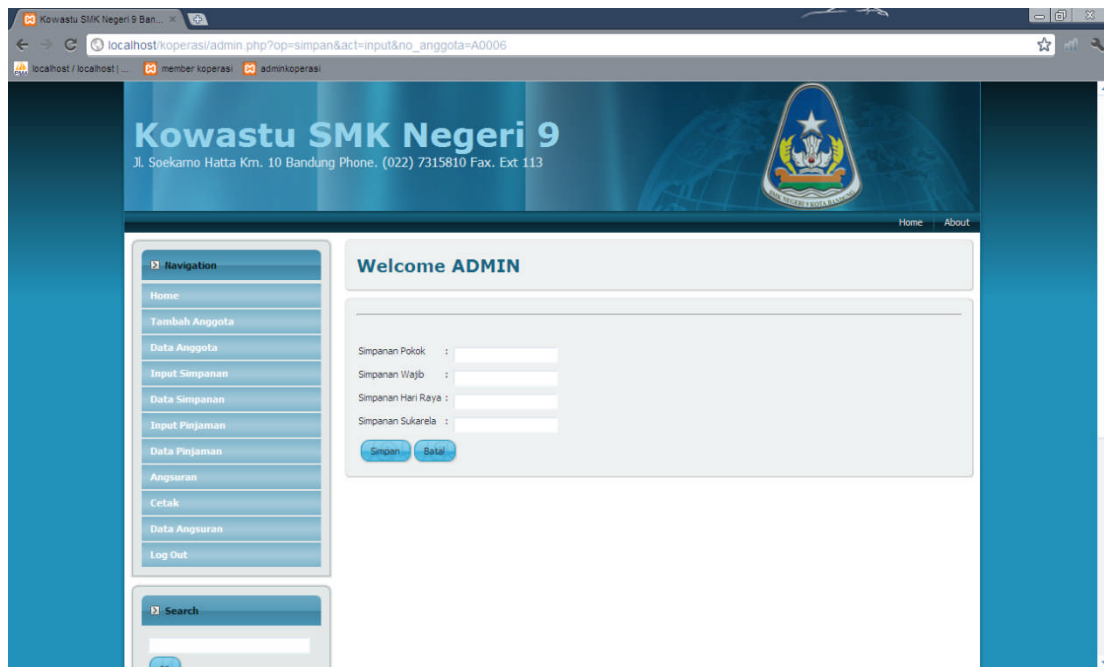 Kowastu SMK Negeri 9 Ban...
localhost/koperasi/admin.php?op=simpan&act=input&no_anggota=A0006
localhost / localhost | ... member koperasi adminkoperasi
Kowastu SMK Negeri 9
Jl. Soekarno Hatta Km. 10 Bandung Phone. (022) 7315810 Fax. Ext 113
Home About
Navigation
Home
Tambah Anggota
Data Anggota
Input Simpanan
Data Simpanan
Input Pinjaman
Data Pinjaman
Angsuran
Cetak
Data Angsuran
Log Out
Search
Welcome ADMIN
Simpanan Pokok :
Simpanan Wajib :
Simpanan Hari Raya :
Simpanan Sukarela :
Simpan Batal